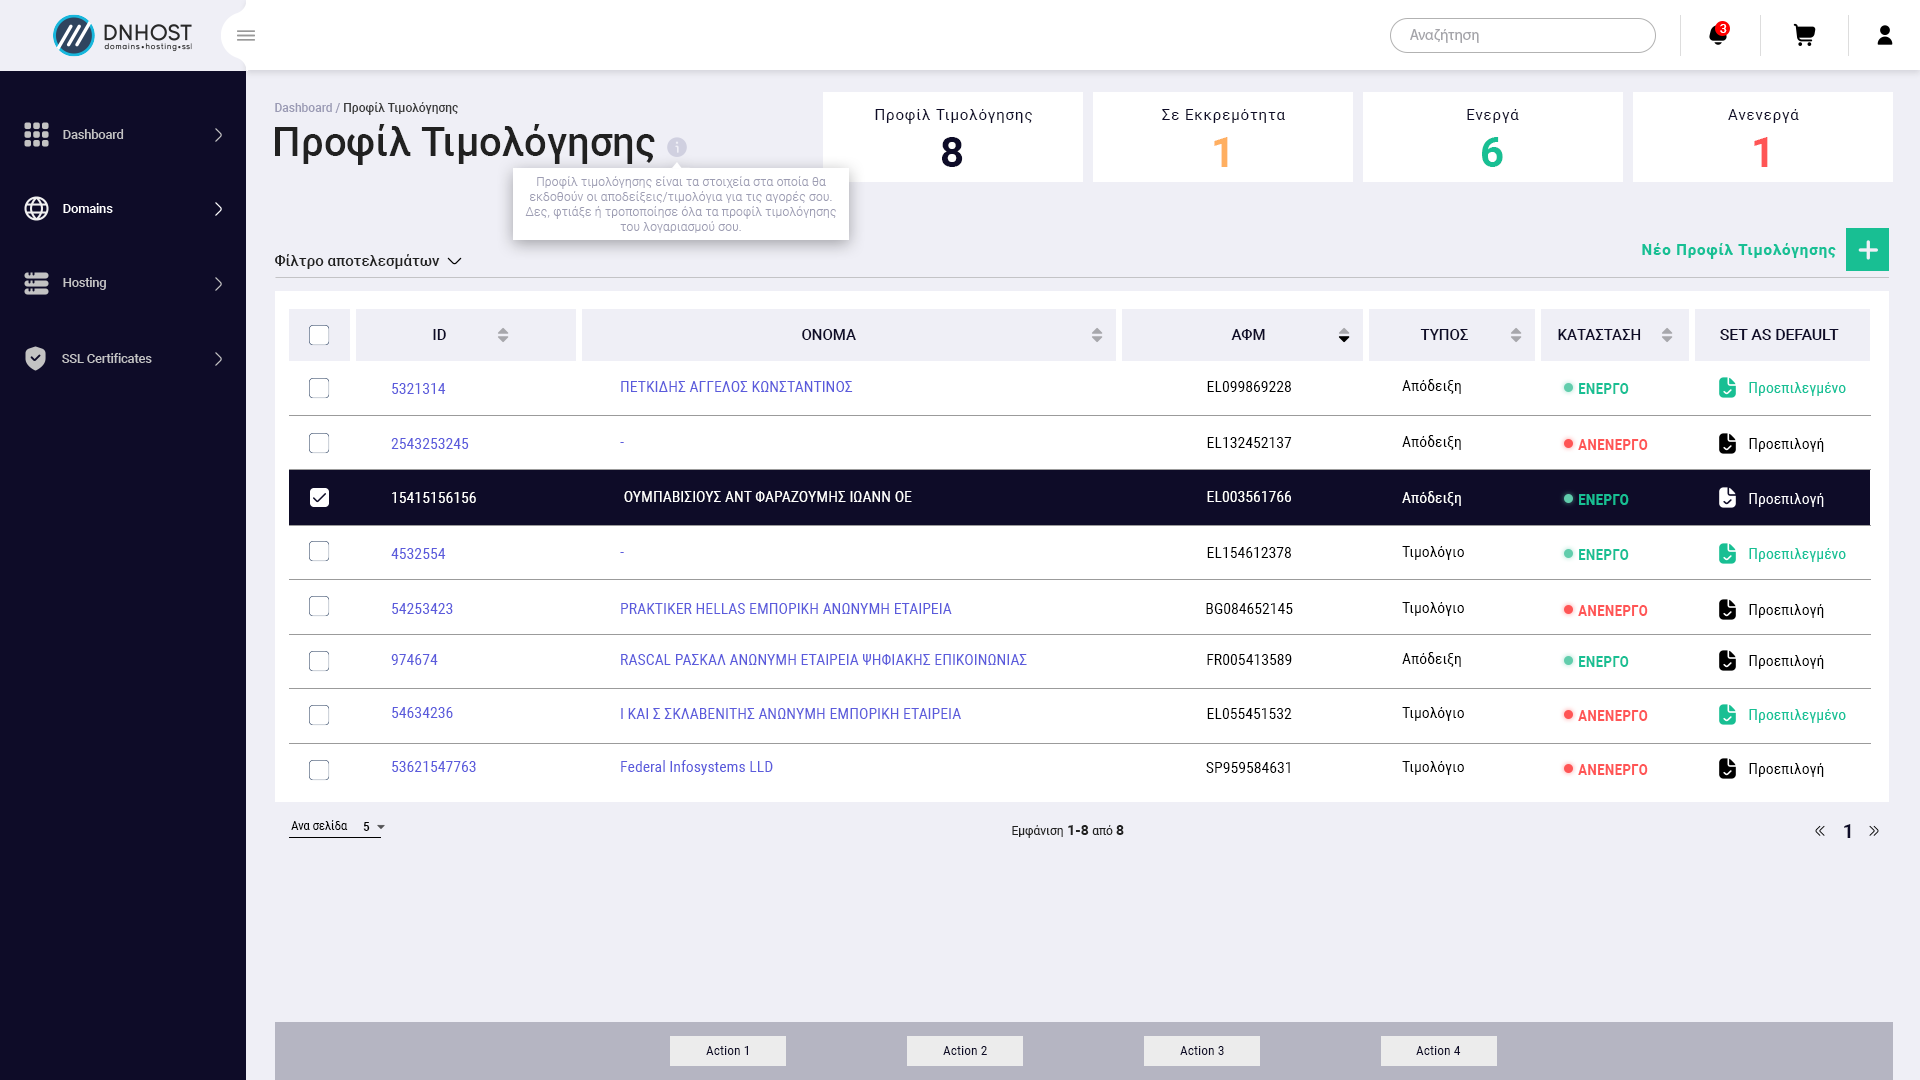 DNHOST
domains•hosting•ssl
Αναζήτηση
3
Dashboard
Domains
Hosting
SSL Certificates
Dashboard / Προφίλ Τιμολόγησης
Προφίλ Τιμολόγησης
Προφίλ τιμολόγησης είναι τα στοιχεία στα οποία θα
εκδοθούν οι αποδείξεις/τιμολόγια για τις αγορές σου.
Δες, φτιάξε ή τροποποίησε όλα τα προφίλ τιμολόγησης
του λογαριασμού σου.
Προφίλ Τιμολόγησης
8
Σε Εκκρεμότητα
1
Ενεργά
6
Ανενεργά
1
Φίλτρο αποτελεσμάτων
Νέο Προφίλ Τιμολόγησης
ID ΟΝΟΜΑ ΑΦΜ ΤΥΠΟΣ ΚΑΤΑΣΤΑΣΗ SET AS DEFAULT
5321314 ΠΕΤΚΙΔΗΣ ΑΓΓΕΛΟΣ ΚΩΝΣΤΑΝΤΙΝΟΣ EL099869228 Απόδειξη ΕΝΕΡΓΟ Προεπιλεγμένο
2543253245 - EL132452137 Απόδειξη ΑΝΕΝΕΡΓΟ Προεπιλογή
15415156156 ΟΥΜΠΑΒΙΣΙΟΥΣ ΑΝΤ ΦΑΡΑΖΟΥΜΗΣ ΙΩΑΝΝ ΟΕ EL003561766 Απόδειξη ΕΝΕΡΓΟ Προεπιλογή
4532554 - EL154612378 Τιμολόγιο ΕΝΕΡΓΟ Προεπιλεγμένο
54253423 PRAKTIKER HELLAS ΕΜΠΟΡΙΚΗ ΑΝΩΝΥΜΗ ΕΤΑΙΡΕΙΑ BG084652145 Τιμολόγιο ΑΝΕΝΕΡΓΟ Προεπιλογή
974674 RASCAL ΡΑΣΚΑΛ ΑΝΩΝΥΜΗ ΕΤΑΙΡΕΙΑ ΨΗΦΙΑΚΗΣ ΕΠΙΚΟΙΝΩΝΙΑΣ FR005413589 Απόδειξη ΕΝΕΡΓΟ Προεπιλογή
54634236 Ι ΚΑΙ Σ ΣΚΛΑΒΕΝΙΤΗΣ ΑΝΩΝΥΜΗ ΕΜΠΟΡΙΚΗ ΕΤΑΙΡΕΙΑ EL055451532 Τιμολόγιο ΑΝΕΝΕΡΓΟ Προεπιλεγμένο
53621547763 Federal Infosystems LLD SP959584631 Τιμολόγιο ΑΝΕΝΕΡΓΟ Προεπιλογή
Ανα σελίδα 5
Εμφάνιση 1-8 από 8
« 1 »
Action 1 Action 2 Action 3 Action 4